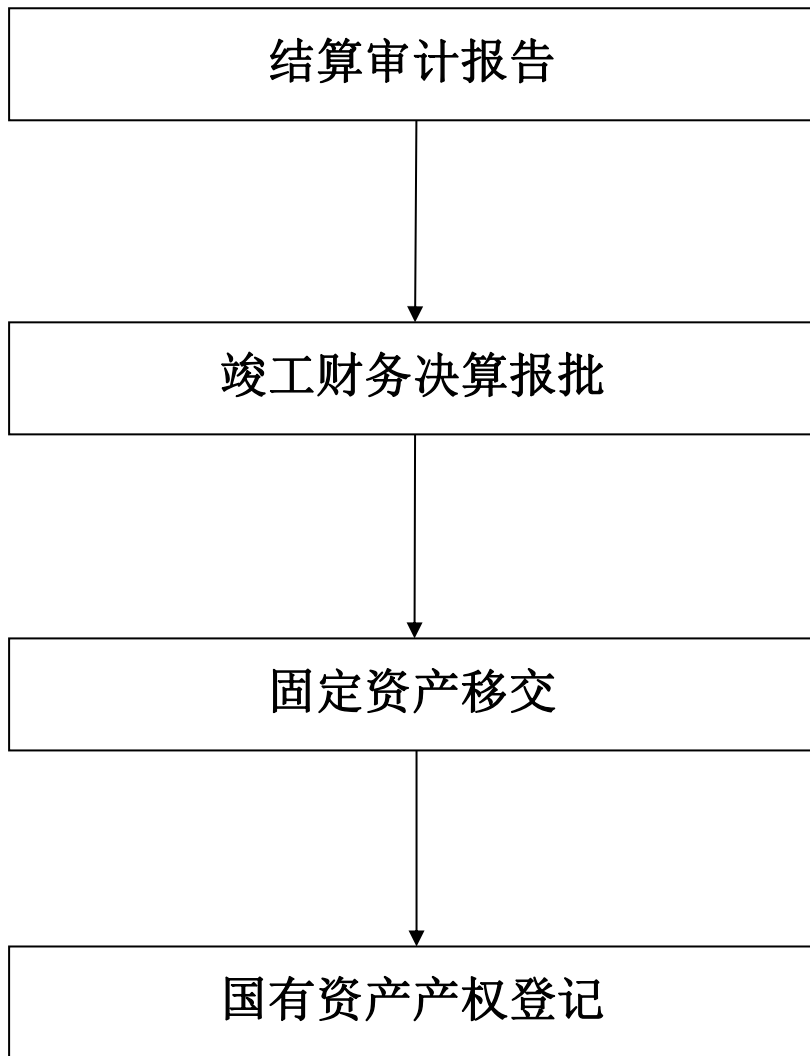 结算审计报告
竣工财务决算报批
固定资产移交
国有资产产权登记